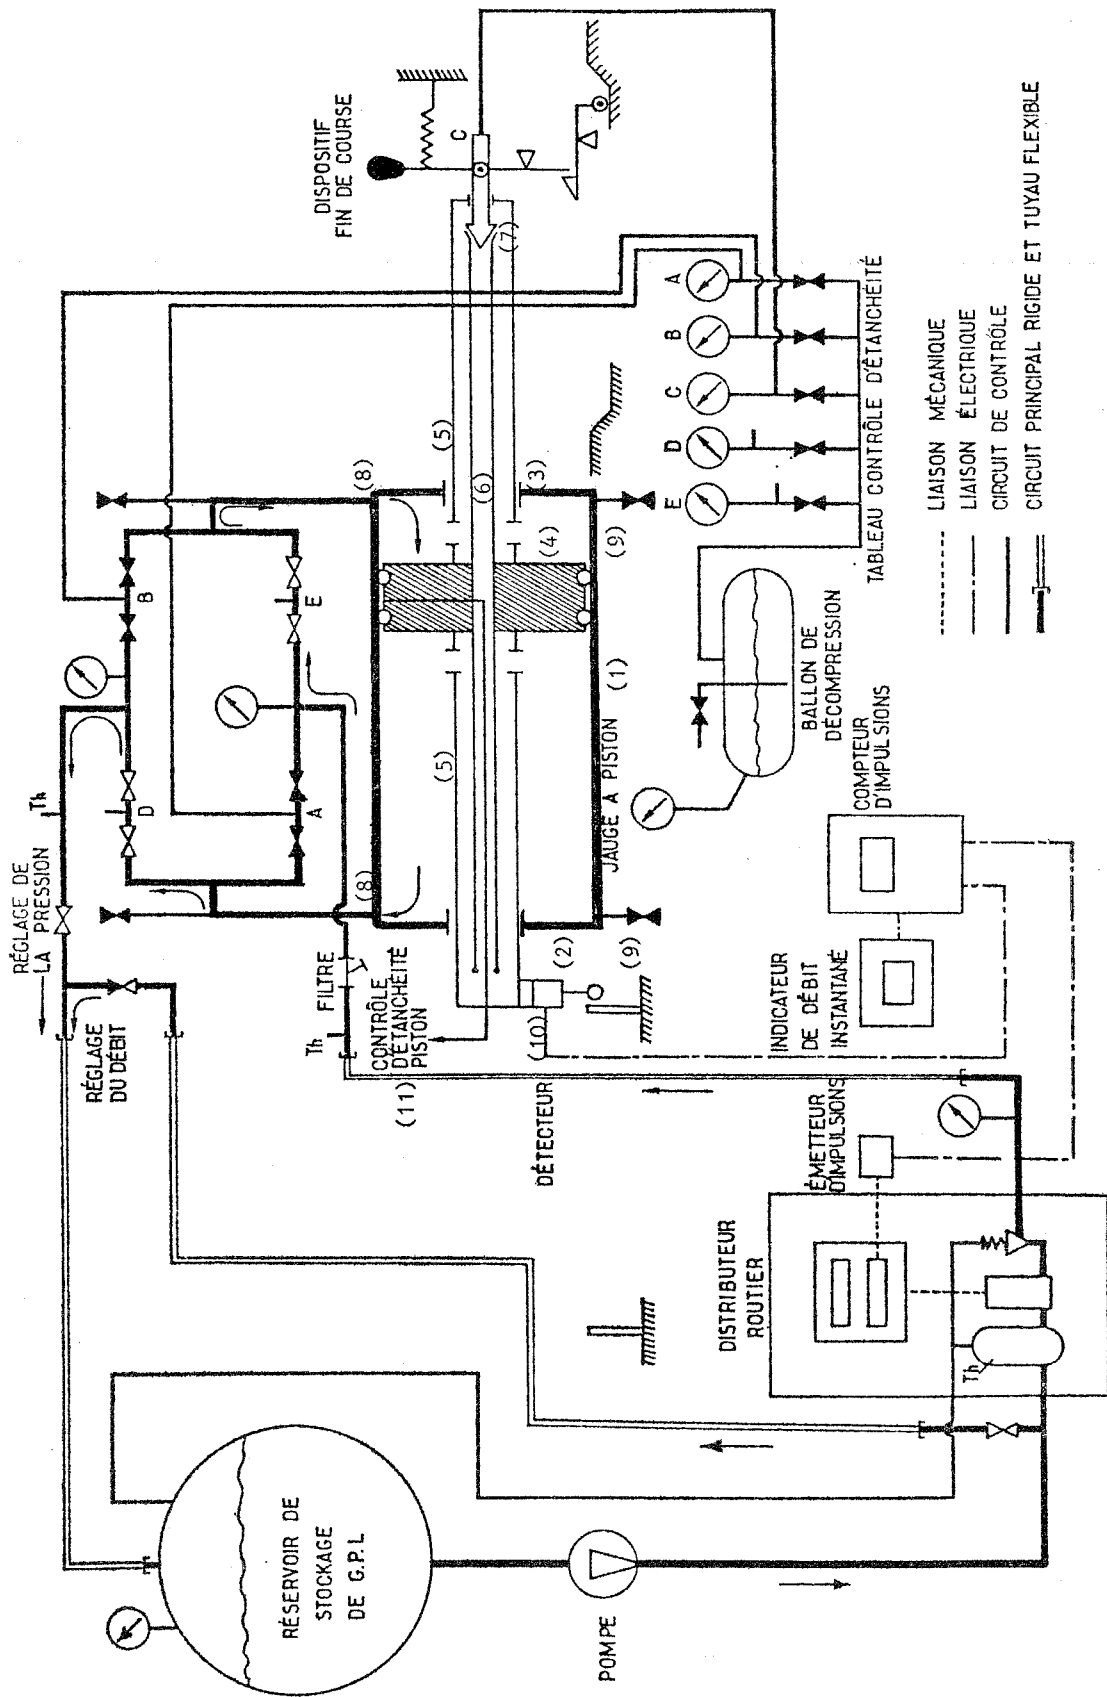 DISPOSITIF
FIN DE COURSE
C
(7)
RÉGLAGE DE
LA PRESSION
Th
D
B
A
E
(8)
(8)
(5)
(5)
(6)
(3)
(4)
(9)
(9)
(1)
(2)
(10)
(11)
RÉGLAGE
DU DÉBIT
Th
FILTRE
CONTRÔLE
D'ÉTANCHÉITÉ
PISTON
DÉTECTEUR
JAUGE A PISTON
A
B
C
D
E
TABLEAU CONTRÔLE D'ÉTANCHÉITÉ
BALLON DE
DÉCOMPRESSION
COMPTEUR
D'IMPULSIONS
INDICATEUR
DE DÉBIT
INSTANTANÉ
ÉMETTEUR
D'IMPULSIONS
DISTRIBUTEUR
ROUTIER
Th
RÉSERVOIR DE
STOCKAGE
DE G.P.L
POMPE
LIAISON MÉCANIQUE
LIAISON ÉLECTRIQUE
CIRCUIT DE CONTRÔLE
CIRCUIT PRINCIPAL RIGIDE ET TUYAU FLEXIBLE